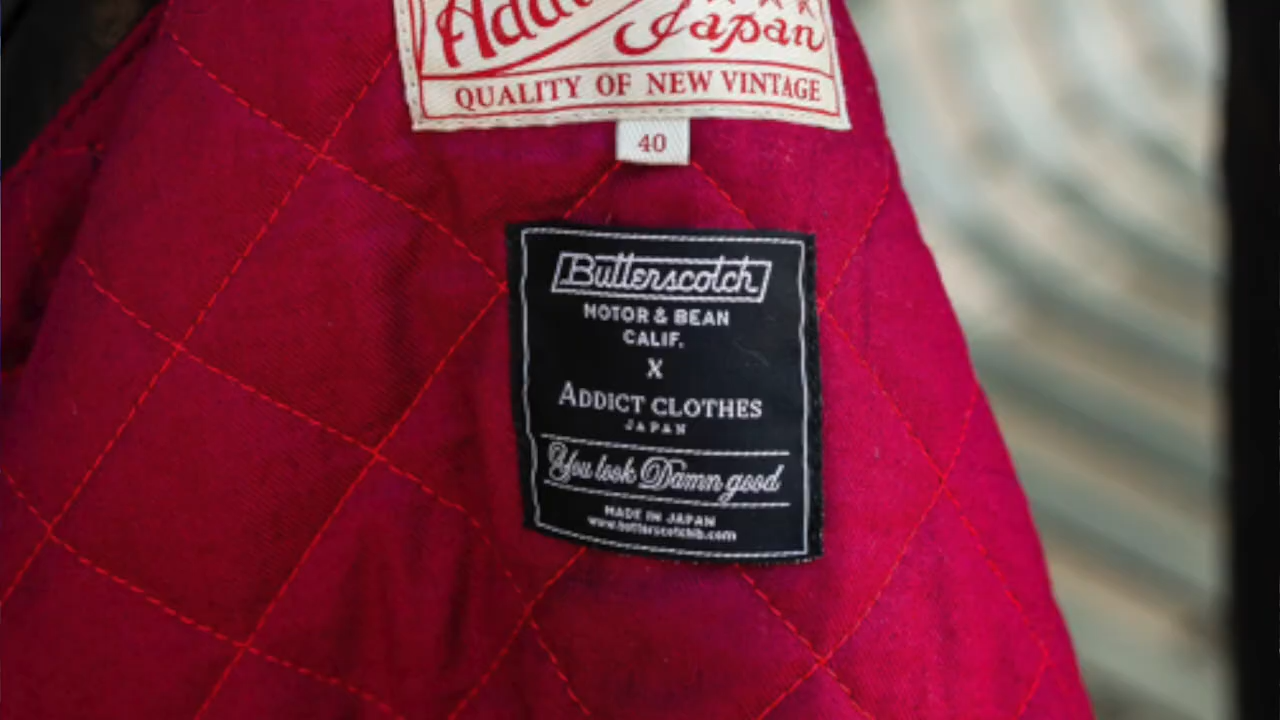 Japan
QUALITY OF NEW VINTAGE
40
Butterscotch
MOTOR & BEAN
CALIF.
X
ADDICT CLOTHES
JAPAN
You look Damn good
MADE IN JAPAN